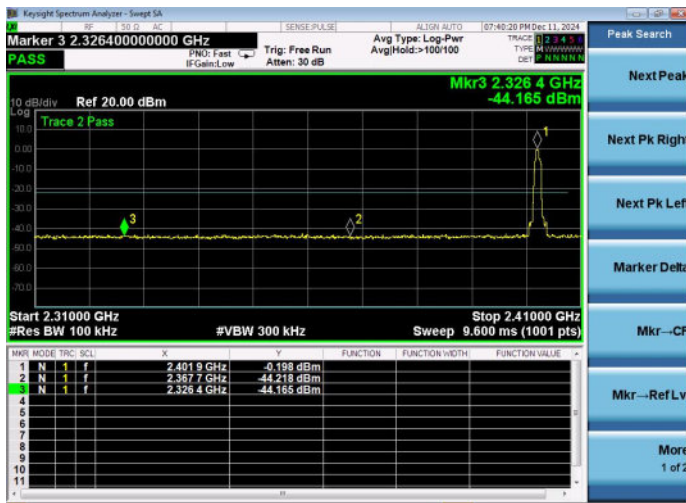 Keysight Spectrum Analyzer - Swept SA
RF 50 Ω AC SENSE:PULSE ALIGN AUTO 07:40:20 PM Dec 11, 2024
Marker 3 2.326400000000 GHz
PASS
PNO: Fast
IFGain:Low
Trig: Free Run
Atten: 30 dB
Avg Type: Log-Pwr
Avg|Hold:>100/100
TRACE 1 2 3 4 5 6
TYPE M
DET P N N N N N
Mkr3 2.326 4 GHz
-44.165 dBm
10 dB/div Ref 20.00 dBm
Log
Trace 2 Pass
10.0
0.00
-10.0
-20.0
-30.0
-40.0
-50.0
-60.0
-70.0
1
2
3
Start 2.31000 GHz Stop 2.41000 GHz
#Res BW 100 kHz #VBW 300 kHz Sweep 9.600 ms (1001 pts)
MKR MODE TRC SCL X Y FUNCTION FUNCTION WIDTH FUNCTION VALUE
1 N 1 f 2.401 9 GHz -0.198 dBm
2 N 1 f 2.367 7 GHz -44.218 dBm
3 N 1 f 2.326 4 GHz -44.165 dBm
4
5
6
7
8
9
10
11
Peak Search
Next Peak
Next Pk Right
Next Pk Left
Marker Delta
Mkr→CF
Mkr→Ref Lv
More
1 of 2